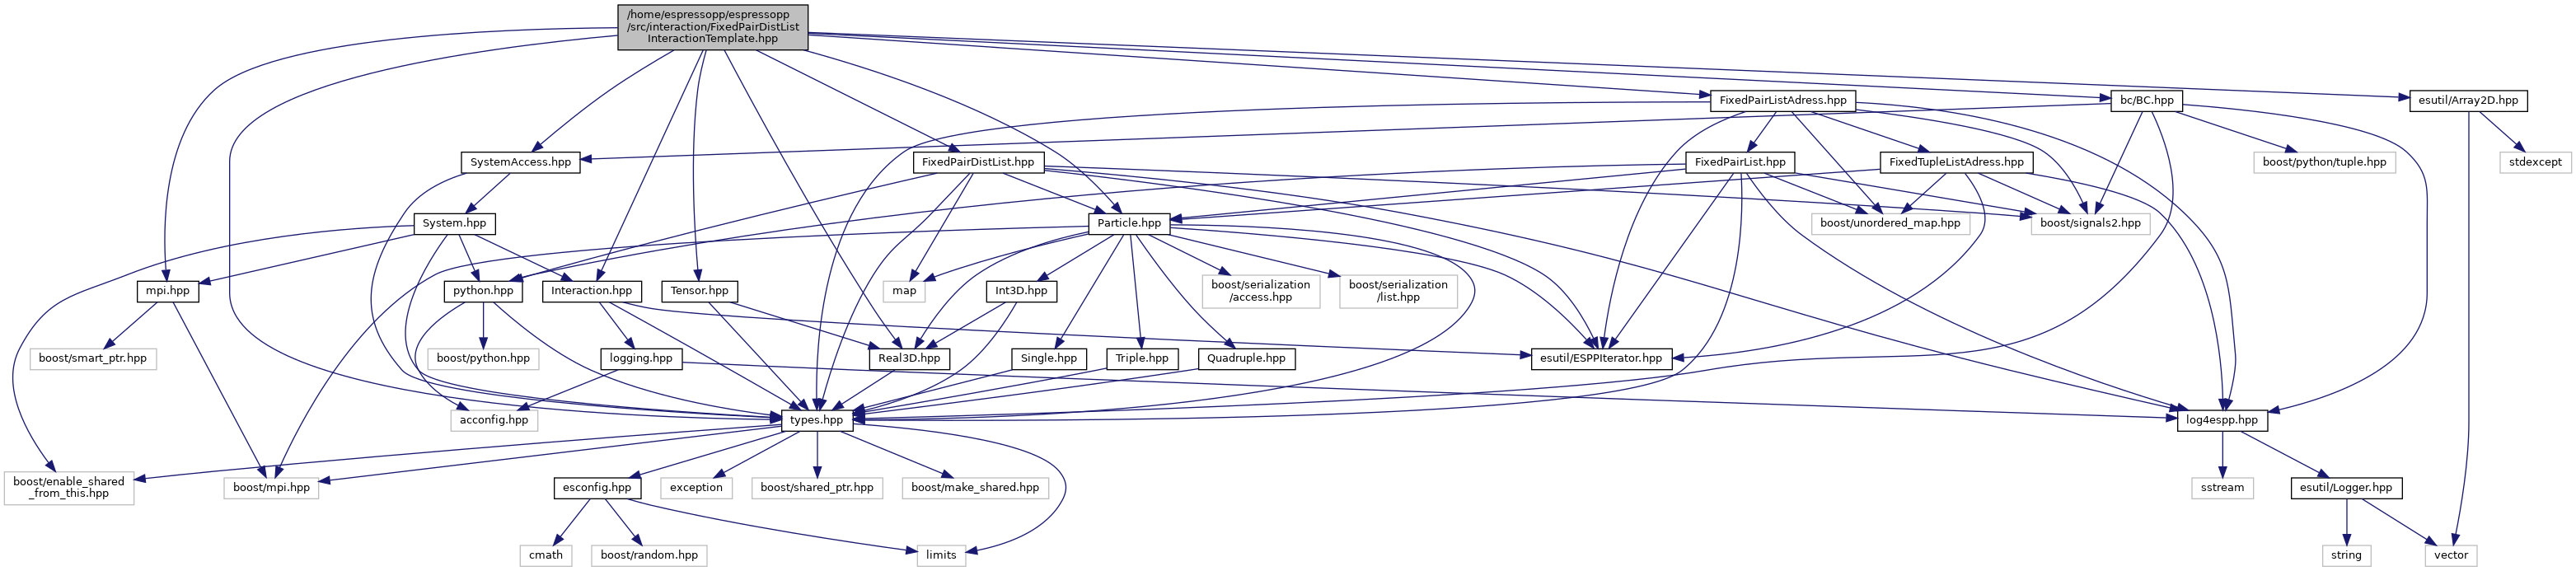 /home/espressopp/espressopp
/src/interaction/FixedPairDistList
InteractionTemplate.hpp
FixedPairListAdress.hpp
bc/BC.hpp
esutil/Array2D.hpp
SystemAccess.hpp
FixedPairDistList.hpp
FixedPairList.hpp
FixedTupleListAdress.hpp
boost/python/tuple.hpp
stdexcept
System.hpp
Particle.hpp
boost/unordered_map.hpp
boost/signals2.hpp
mpi.hpp
python.hpp
Interaction.hpp
Tensor.hpp
map
Int3D.hpp
boost/serialization
/access.hpp
boost/serialization
/list.hpp
boost/smart_ptr.hpp
boost/python.hpp
logging.hpp
Real3D.hpp
Single.hpp
Triple.hpp
Quadruple.hpp
esutil/ESPPIterator.hpp
acconfig.hpp
types.hpp
log4espp.hpp
boost/enable_shared
_from_this.hpp
boost/mpi.hpp
esconfig.hpp
exception
boost/shared_ptr.hpp
boost/make_shared.hpp
sstream
esutil/Logger.hpp
cmath
boost/random.hpp
limits
string
vector